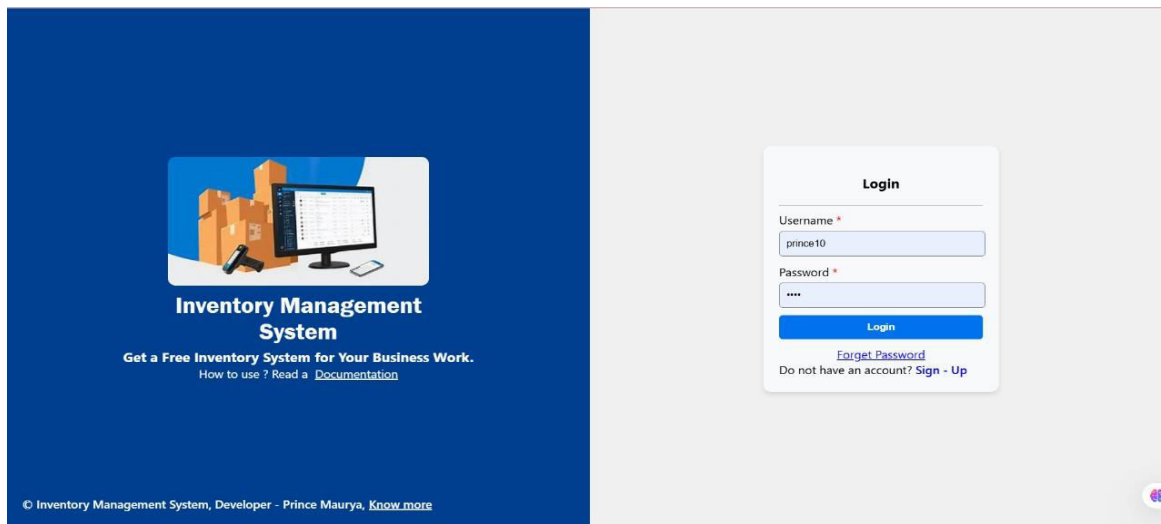 Inventory Management
System
Get a Free Inventory System for Your Business Work.
How to use ? Read a Documentation
© Inventory Management System, Developer - Prince Maurya, Know more
Login
Username *
prince10
Password *
••••
Login
Forget Password
Do not have an account? Sign - Up